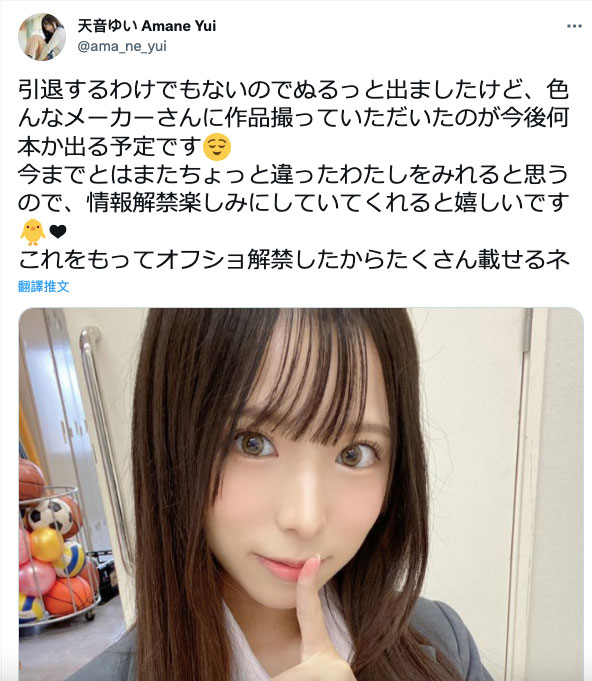 天音ゆい Amane Yui
@ama_ne_yui
引退するわけでもないのでぬるっと出ましたけど、色
んなメーカーさんに作品撮っていただいたのが今後何
本か出る予定です😌
今までとはまたちょっと違ったわたしをみれると思う
ので、情報解禁楽しみにしていてくれると嬉しいです
🐥❤︎
これをもってオフショ解禁したからたくさん載せるネ
翻譯推文